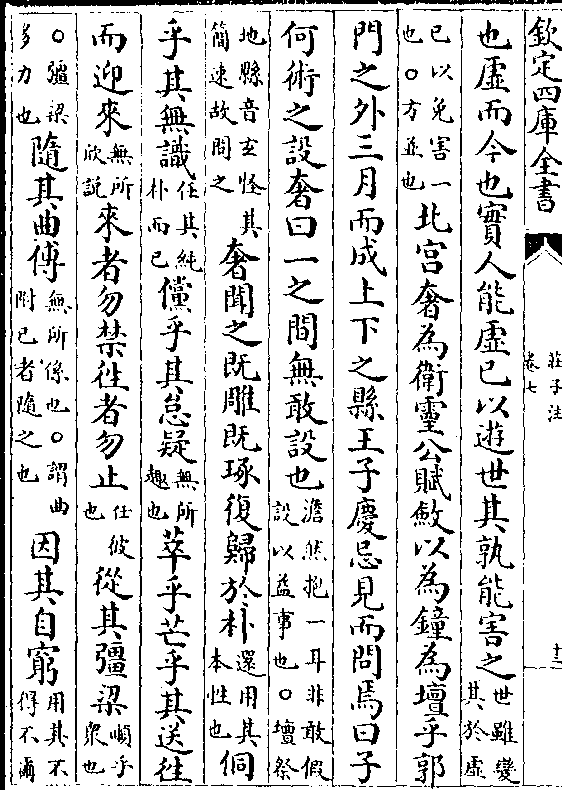 欽定四庫全書
莊子注
卷七
十三
也虛而今也實人能虛己以遊世其孰能害之世雖變其於虛
己以免害一也○方並也北宮奢為衛靈公賦斂以為鐘為壇乎郭
門之外三月而成上下之縣王子慶忌見而問焉曰子
何術之設奢曰一之間無敢設也澹然抱一耳非敢假設以益事也○壇祭
地縣音玄怪其簡速故問之奢聞之既雕既琢復歸於朴還用其本性也侗
乎其無識任其純朴而已儻乎其怠疑無所趣也萃乎芒乎其送往
而迎來無所欣說來者勿禁往者勿止任彼也從其彊梁順乎衆也
○彊梁多力也隨其曲傅無所係也○謂曲附已者隨之也因其自窮用其不得不爾